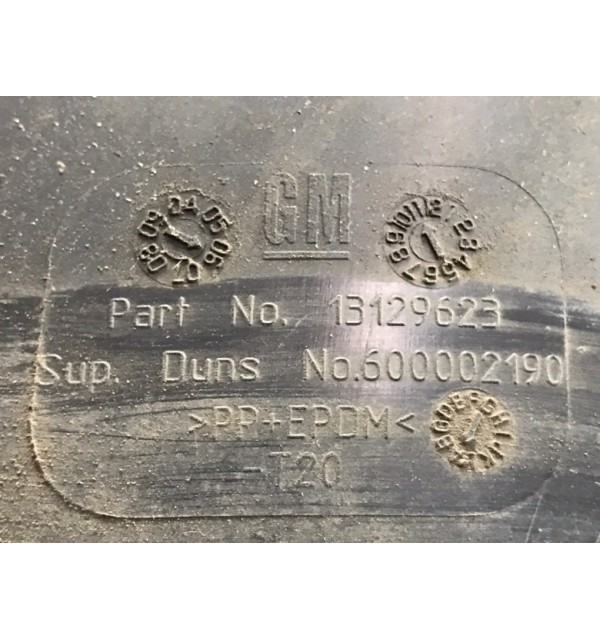 GM
Part No. 13129623
Sup. Duns No.600002190
>PP+EPDM<
-T20